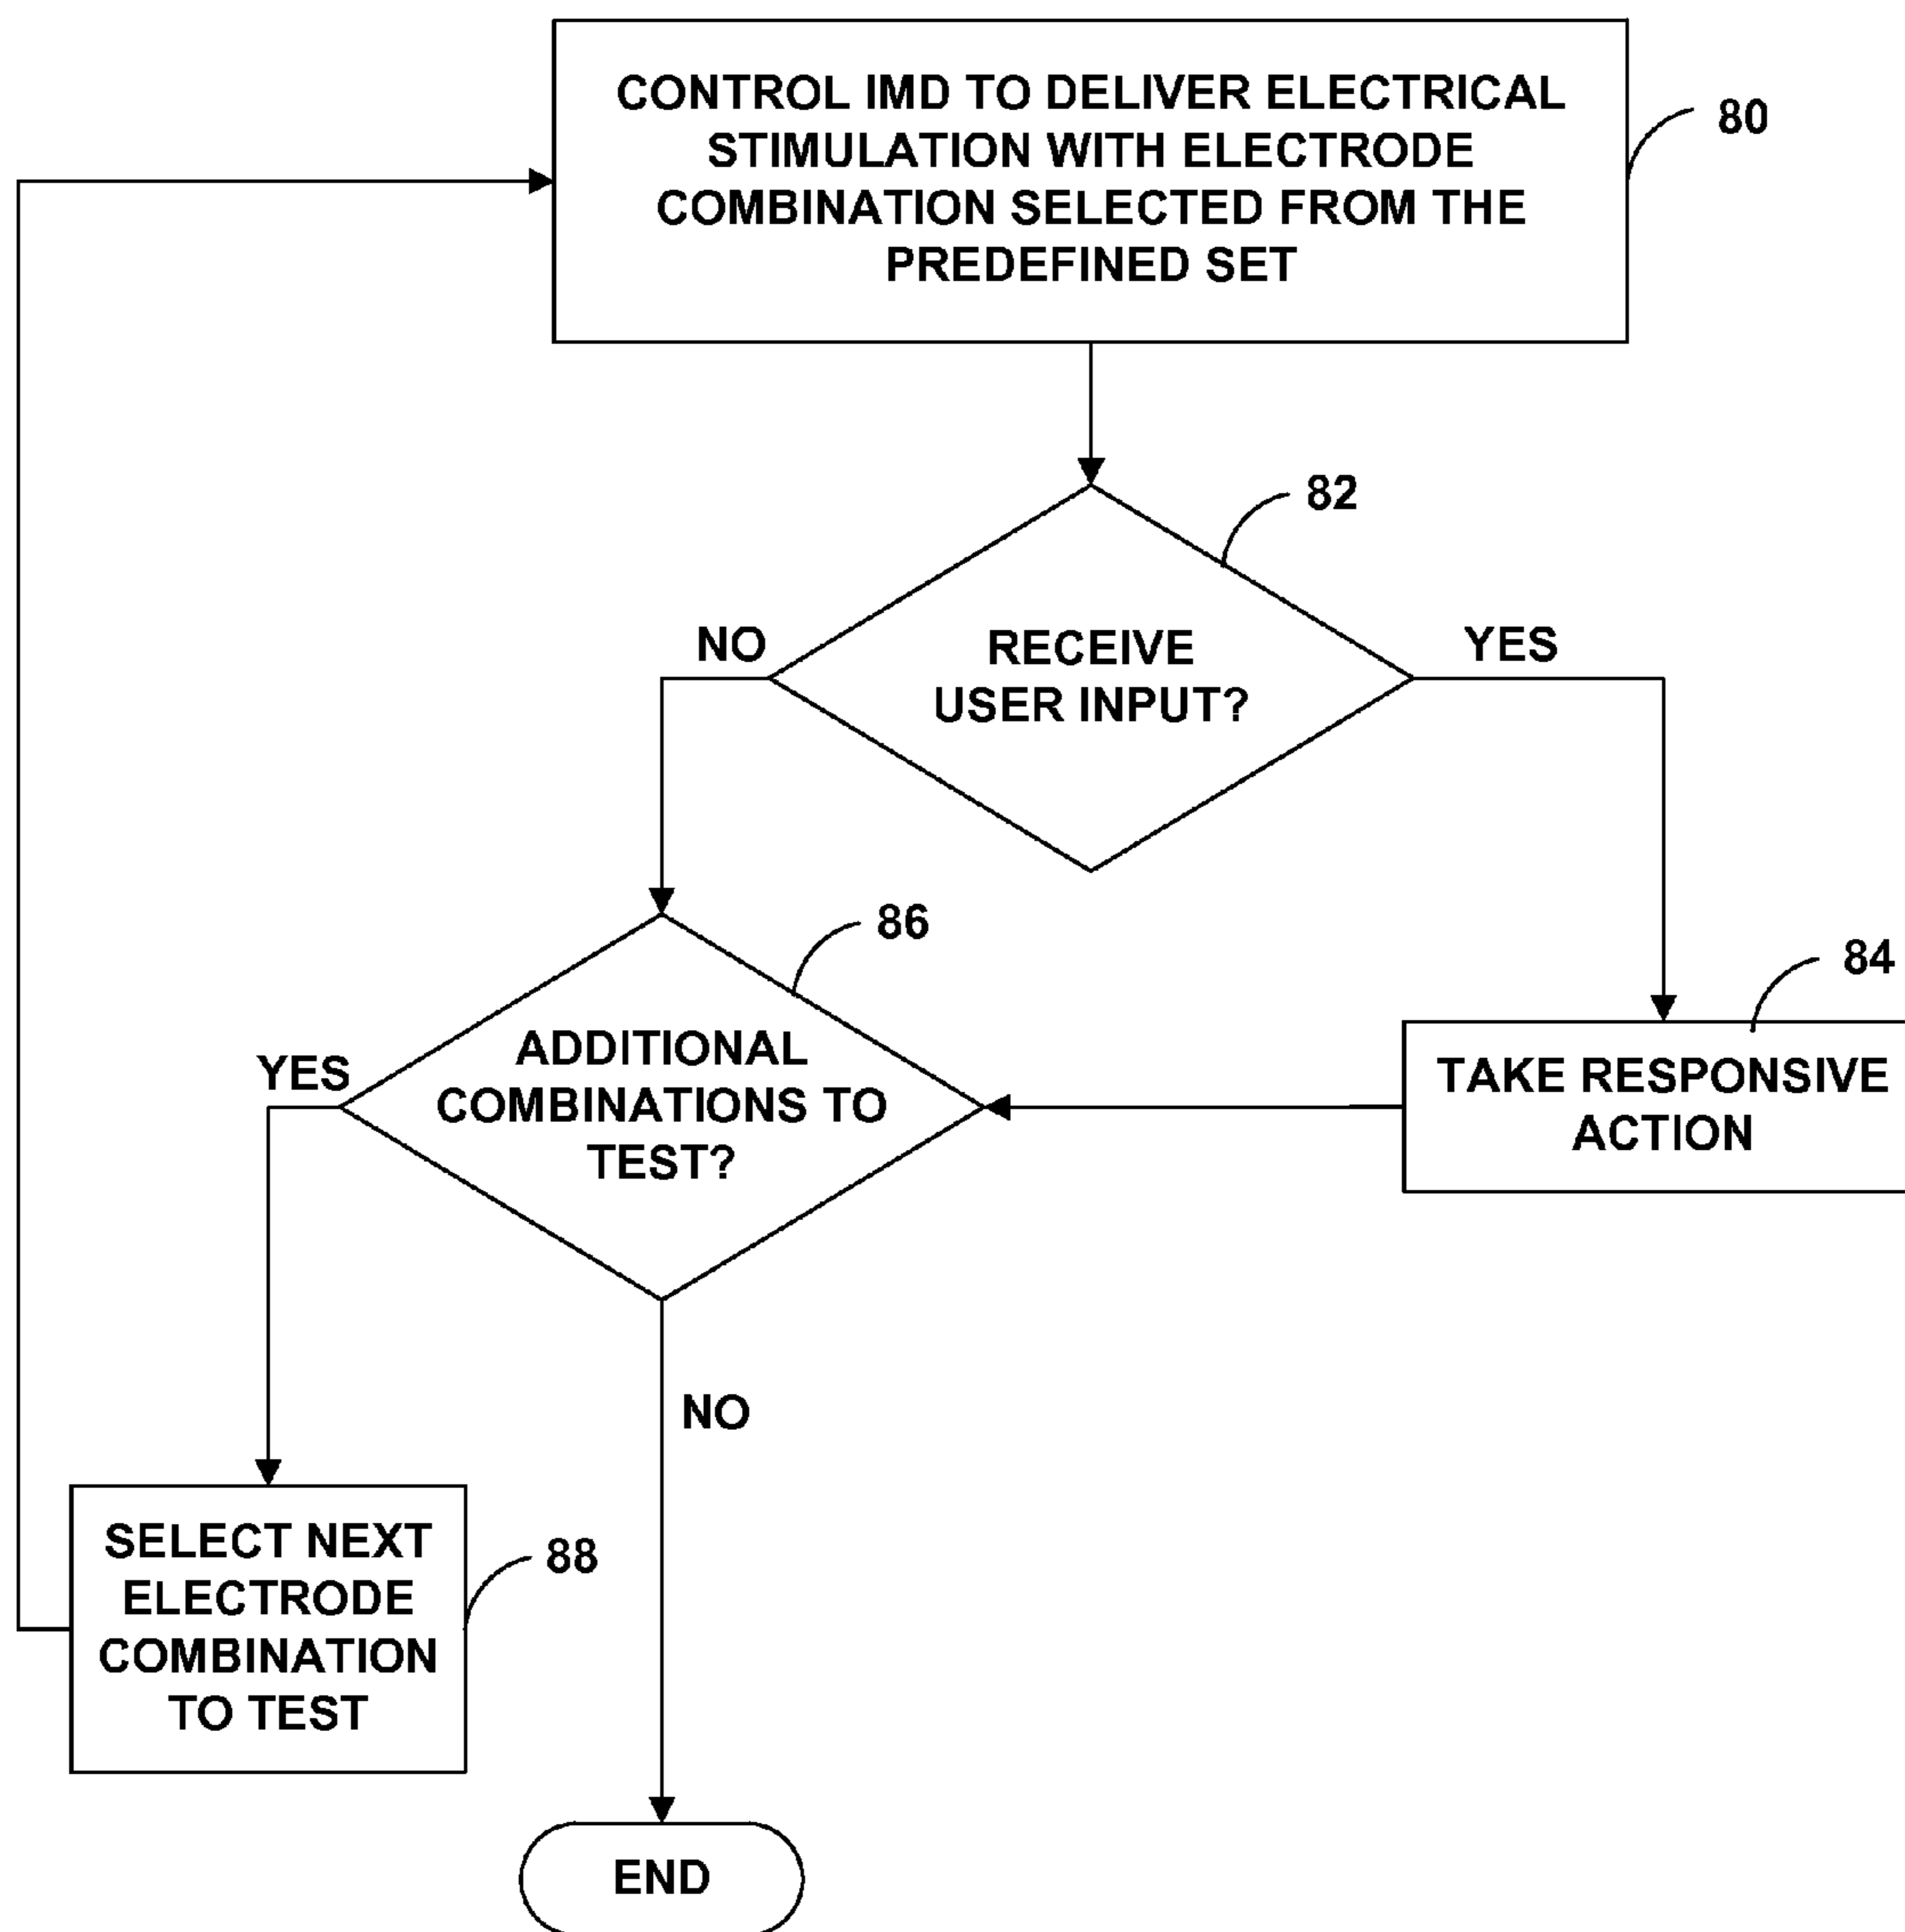 CONTROL IMD TO DELIVER ELECTRICAL
STIMULATION WITH ELECTRODE
COMBINATION SELECTED FROM THE
PREDEFINED SET
80
82
NO
RECEIVE
USER INPUT?
YES
86
84
YES
ADDITIONAL
COMBINATIONS TO
TEST?
TAKE RESPONSIVE
ACTION
NO
SELECT NEXT
ELECTRODE
COMBINATION
TO TEST
88
END